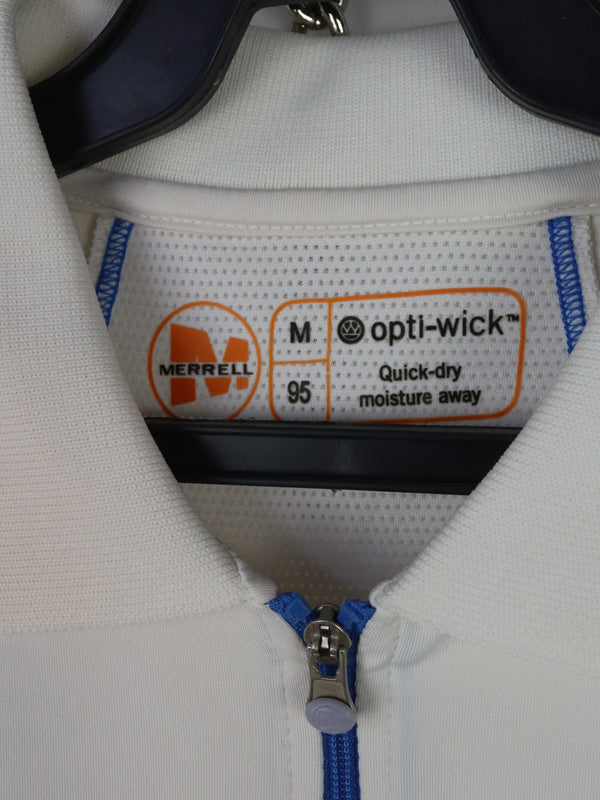 MERRELL
M
95
opti-wick™
Quick-dry
moisture away